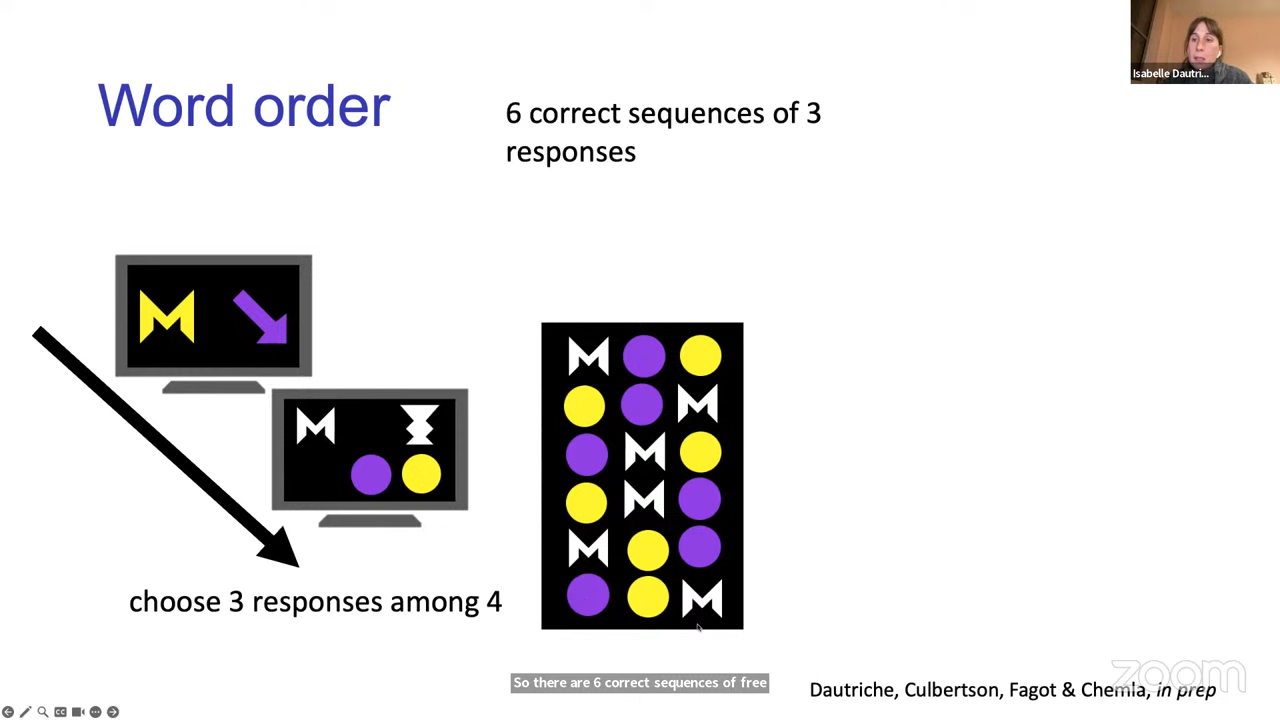 Isabelle Dautri...
Word order
6 correct sequences of 3
responses
choose 3 responses among 4
So there are 6 correct sequences of free
zoom
Dautriche, Culbertson, Fagot & Chemla, in prep